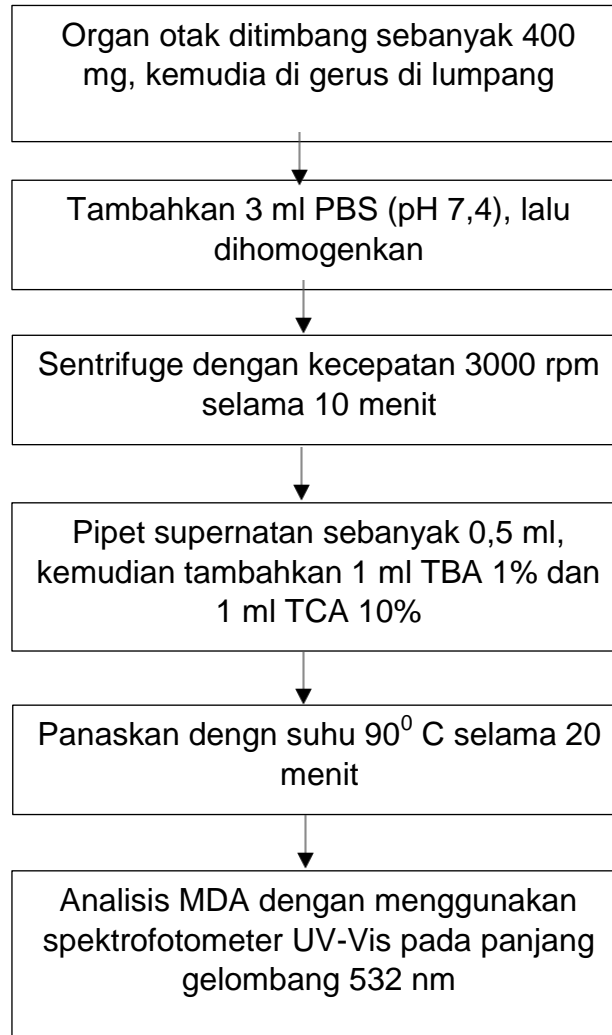 Organ otak ditimbang sebanyak 400
mg, kemudia di gerus di lumpang
Tambahkan 3 ml PBS (pH 7,4), lalu
dihomogenkan
Sentrifuge dengan kecepatan 3000 rpm
selama 10 menit
Pipet supernatan sebanyak 0,5 ml,
kemudian tambahkan 1 ml TBA 1% dan
1 ml TCA 10%
Panaskan dengn suhu 90⁰ C selama 20
menit
Analisis MDA dengan menggunakan
spektrofotometer UV-Vis pada panjang
gelombang 532 nm